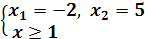 x₁ = −2, x₂ = 5
x ≥ 1